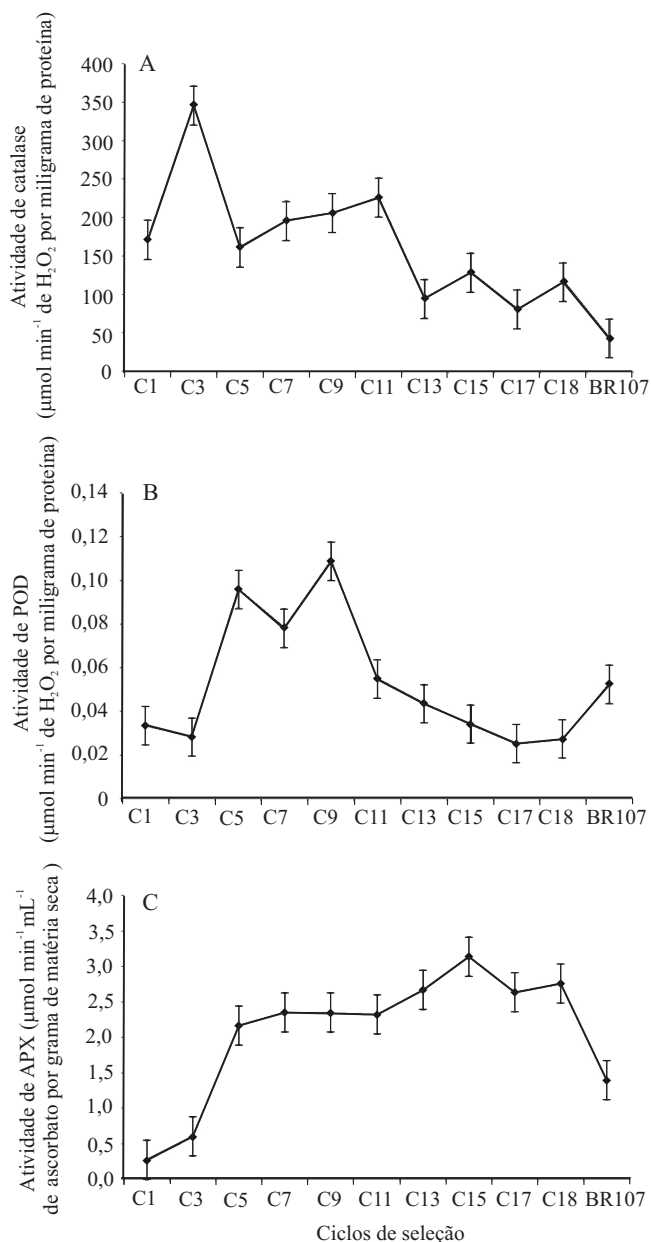 A
Atividade de catalase
(µmol min⁻¹ de H₂O₂ por miligrama de proteína)
400
350
300
250
200
150
100
50
0
C1 C3 C5 C7 C9 C11 C13 C15 C17 C18 BR107
B
Atividade de POD
(µmol min⁻¹ de H₂O₂ por miligrama de proteína)
0,14
0,12
0,10
0,08
0,06
0,04
0,02
0
C1 C3 C5 C7 C9 C11 C13 C15 C17 C18 BR107
C
Atividade de APX (µmol min⁻¹ mL⁻¹
de ascorbato por grama de matéria seca )
4,0
3,5
3,0
2,5
2,0
1,5
1,0
0,5
0,0
C1 C3 C5 C7 C9 C11 C13 C15 C17 C18 BR107
Ciclos de seleção